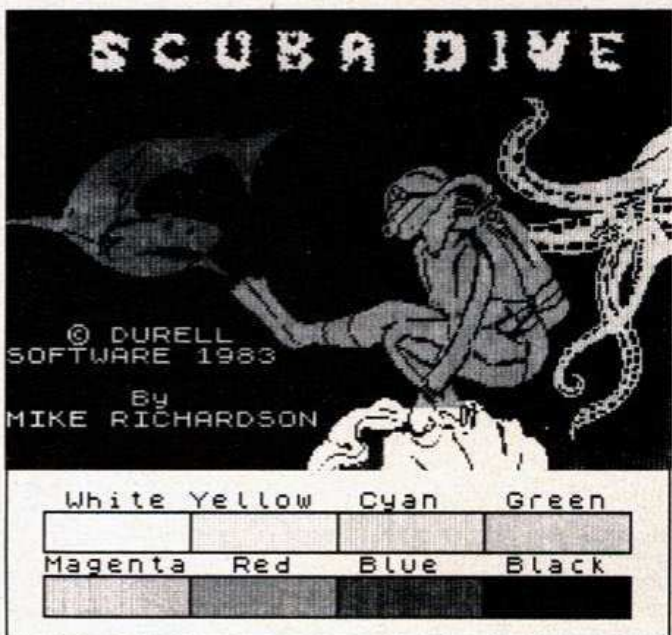 SCUBA DIVE
© DURELL
SOFTWARE 1983
By
MIKE RICHARDSON
White Yellow Cyan Green
Magenta Red Blue Black